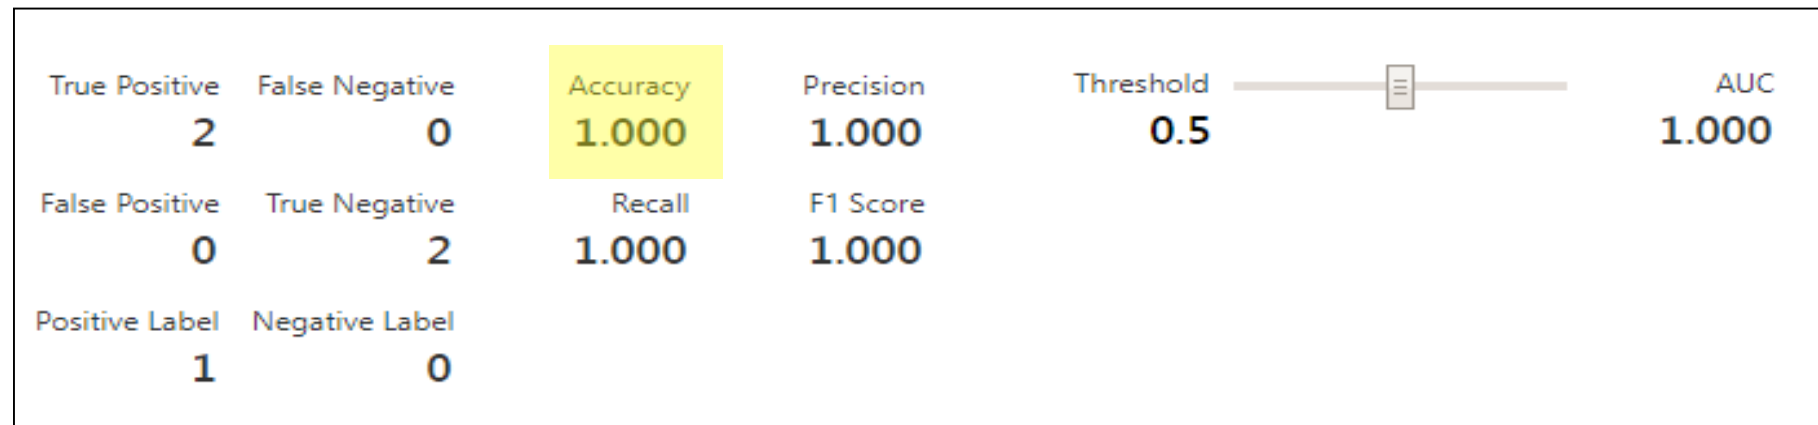 True Positive False Negative Accuracy Precision Threshold AUC
2 0 1.000 1.000 0.5 1.000
False Positive True Negative Recall F1 Score
0 2 1.000 1.000
Positive Label Negative Label
1 0